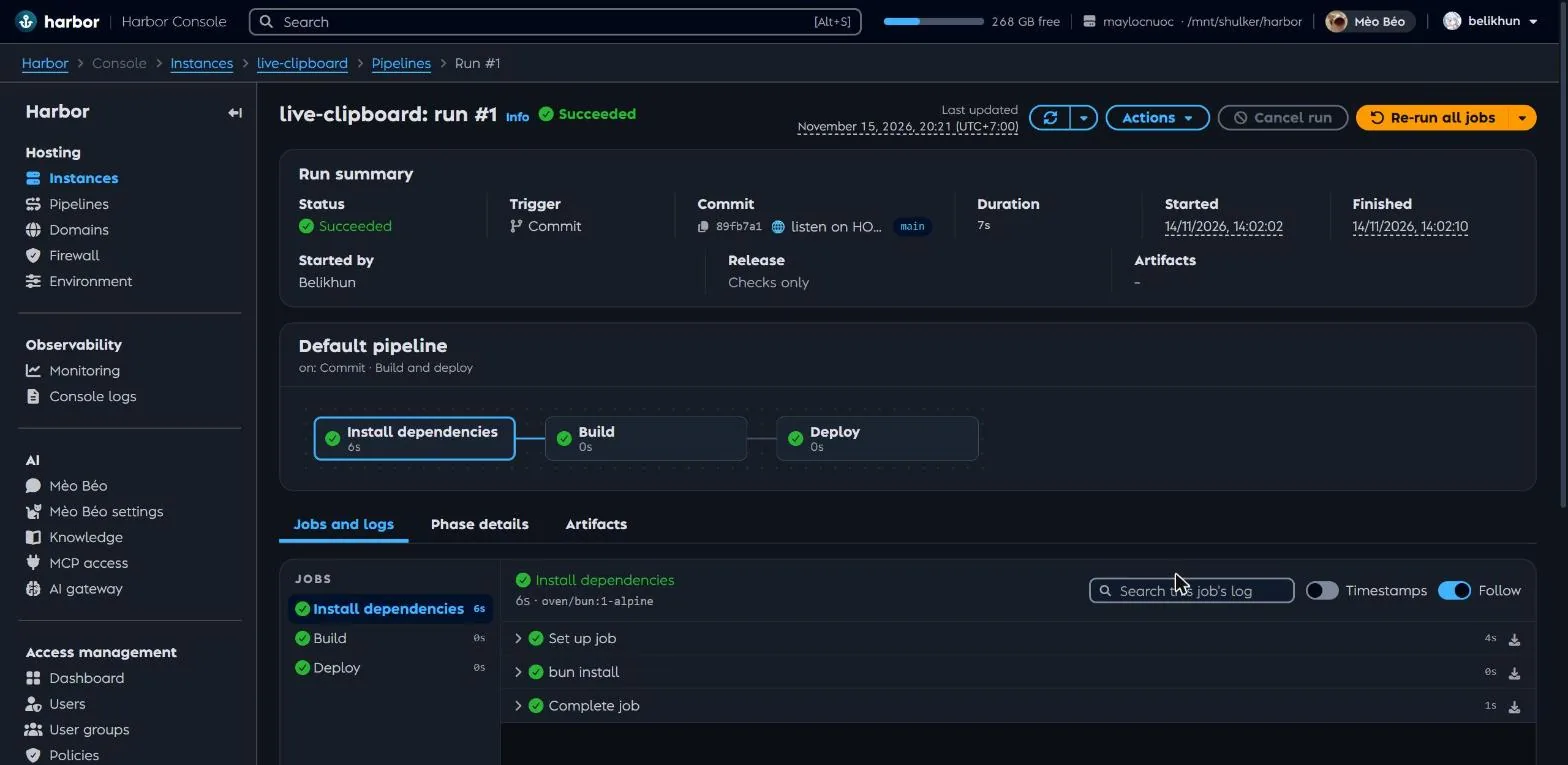 harbor Harbor Console Search [Alt+S] 268 GB free maylocnuoc · /mnt/shulker/harbor Mèo Béo belikhun
Harbor > Console > Instances > live-clipboard > Pipelines > Run #1
Harbor
Hosting
Instances
Pipelines
Domains
Firewall
Environment
Observability
Monitoring
Console logs
AI
Mèo Béo
Mèo Béo settings
Knowledge
MCP access
AI gateway
Access management
Dashboard
Users
User groups
Policies
live-clipboard: run #1 Info Succeeded
Last updated
November 15, 2026, 20:21 (UTC+7:00)
Actions Cancel run Re-run all jobs
Run summary
Status Trigger Commit Duration Started Finished
Succeeded Commit 89fb7a1 listen on HO... main 7s 14/11/2026, 14:02:02 14/11/2026, 14:02:10
Started by Release Artifacts
Belikhun Checks only -
Default pipeline
on: Commit · Build and deploy
Install dependencies Build Deploy
6s 0s 0s
Jobs and logs Phase details Artifacts
JOBS
Install dependencies 6s
Build 0s
Deploy 0s
Install dependencies
6s · oven/bun:1-alpine
Search job's log Timestamps Follow
Set up job 4s
bun install 0s
Complete job 1s